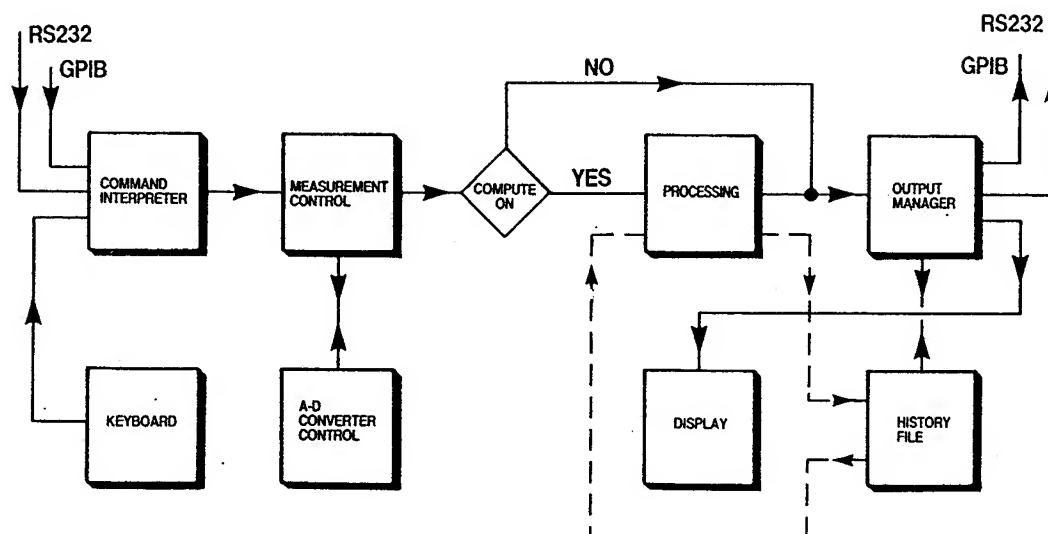 RS232
GPIB
RS232
GPIB
NO
COMMAND
INTERPRETER
MEASUREMENT
CONTROL
COMPUTE
ON
YES
PROCESSING
OUTPUT
MANAGER
KEYBOARD
A-D
CONVERTER
CONTROL
DISPLAY
HISTORY
FILE